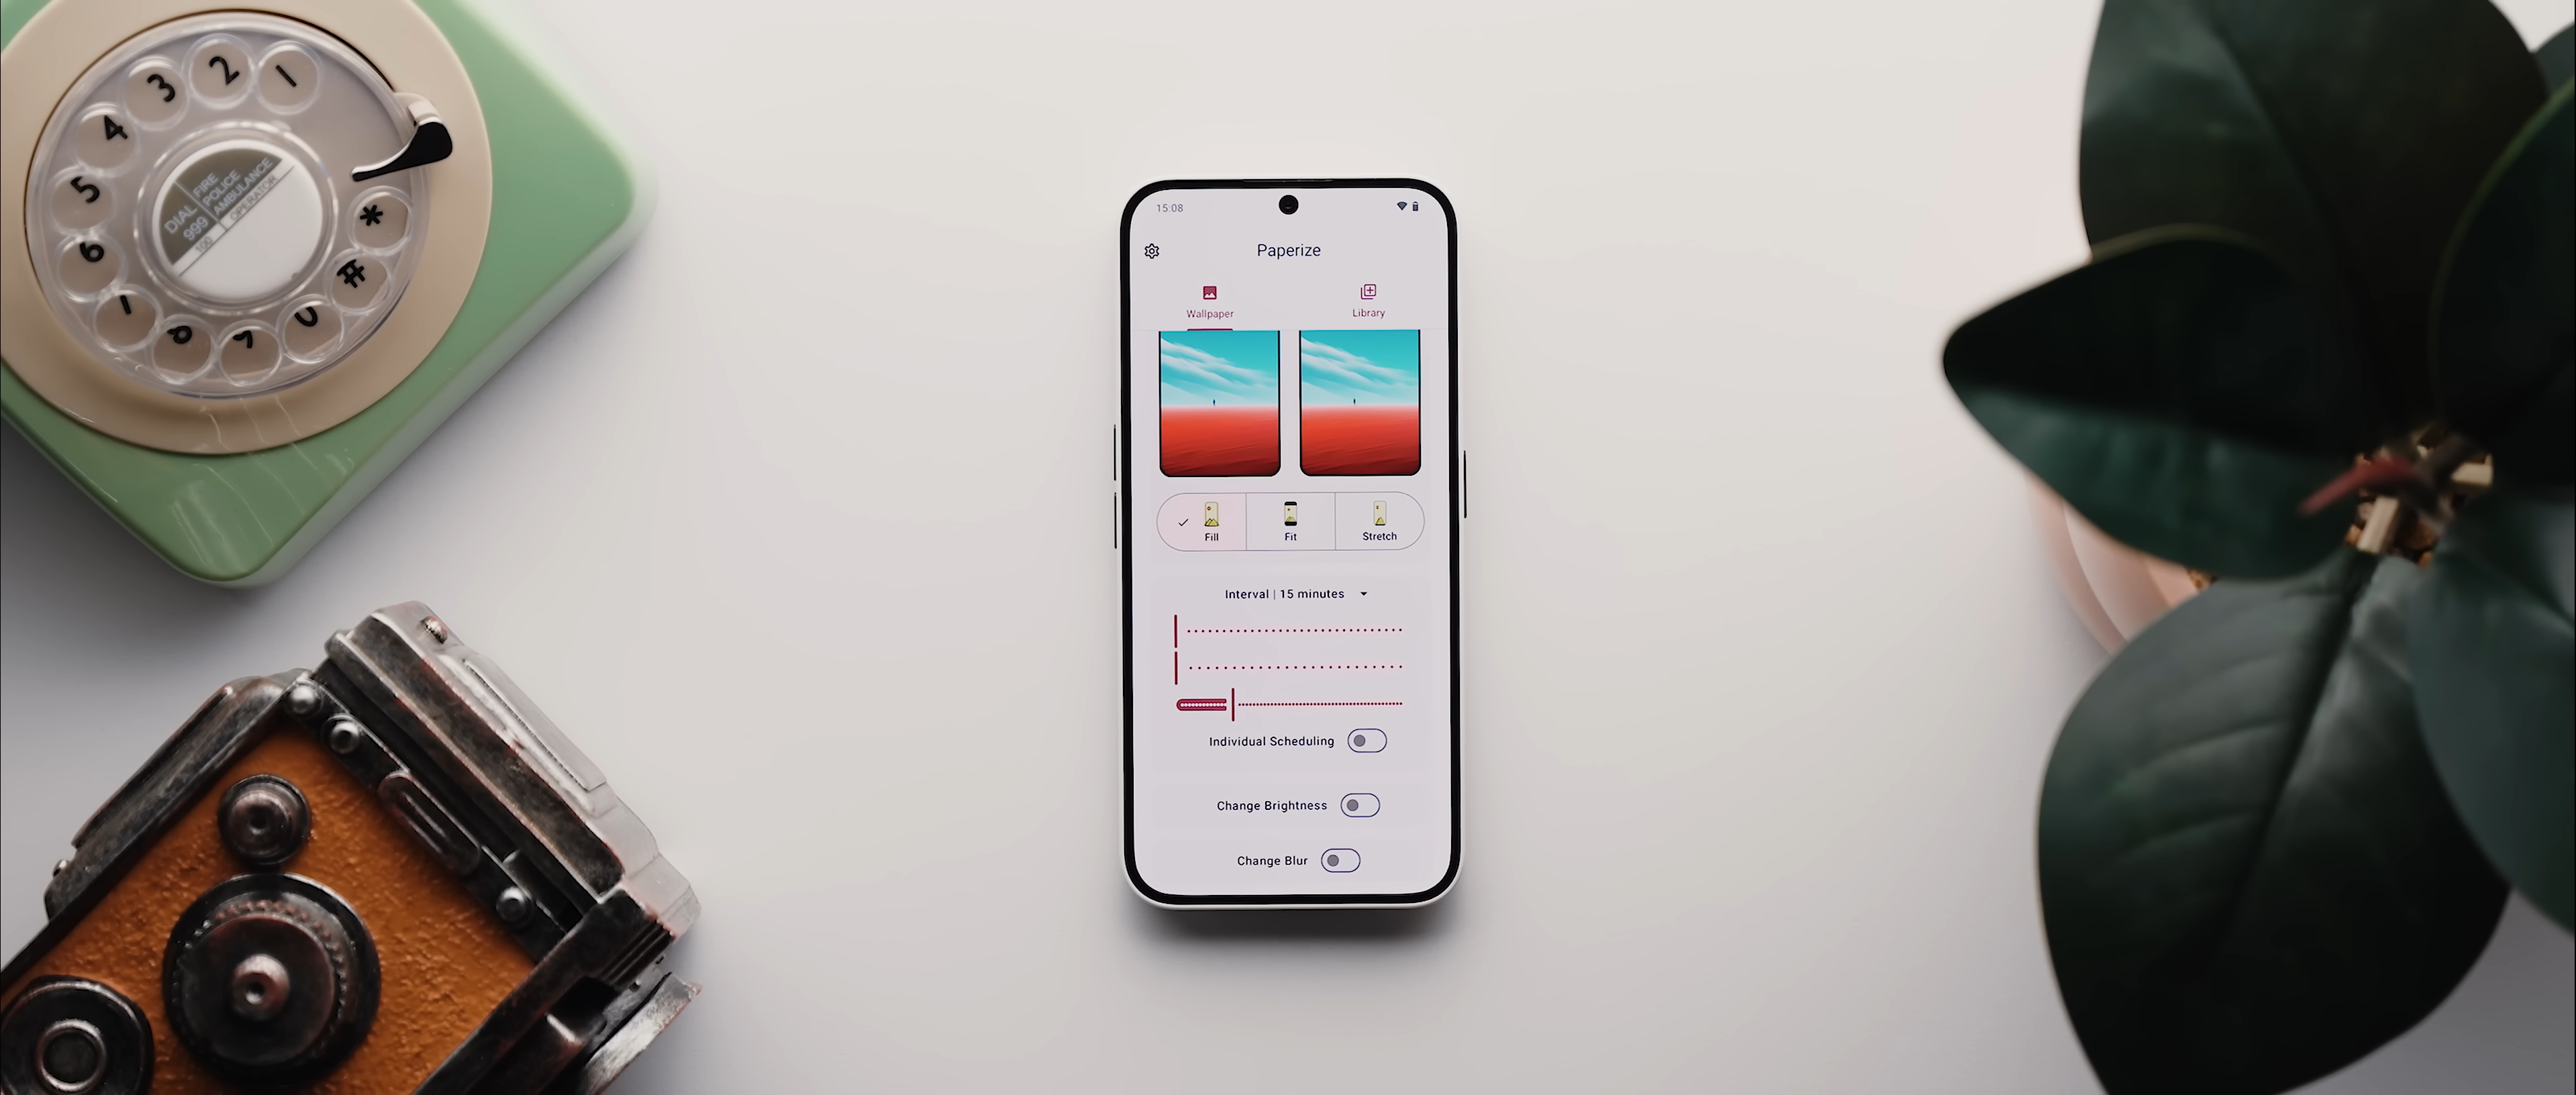 1
2
3
4
5
6
*
#
DIAL
999
100
FIRE
POLICE
AMBULANCE
OPERATOR
15:08
Paperize
Wallpaper
Library
Fill
Fit
Stretch
Interval | 15 minutes
Individual Scheduling
Change Brightness
Change Blur